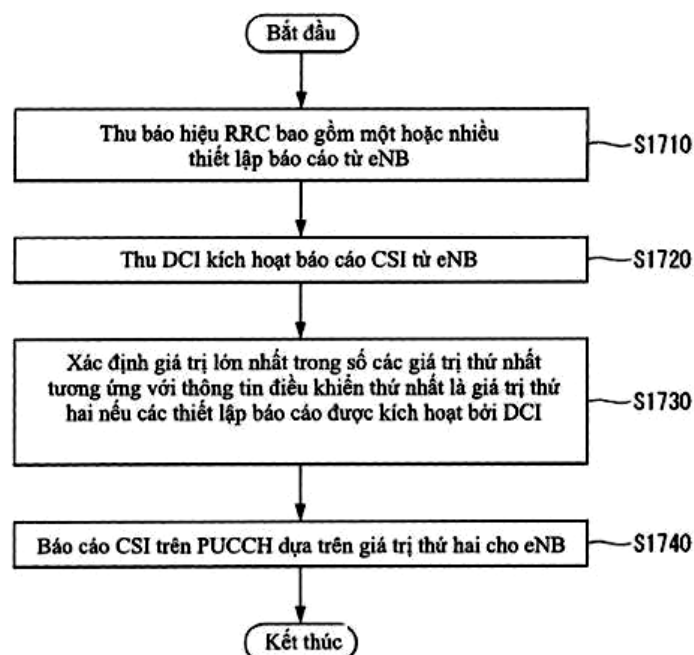 Bắt đầu
Thu báo hiệu RRC bao gồm một hoặc nhiều
thiết lập báo cáo từ eNB
S1710
Thu DCI kích hoạt báo cáo CSI từ eNB
S1720
Xác định giá trị lớn nhất trong số các giá trị thứ nhất
tương ứng với thông tin điều khiển thứ nhất là giá trị thứ
hai nếu các thiết lập báo cáo được kích hoạt bởi DCI
S1730
Báo cáo CSI trên PUCCH dựa trên giá trị thứ hai cho eNB
S1740
Kết thúc